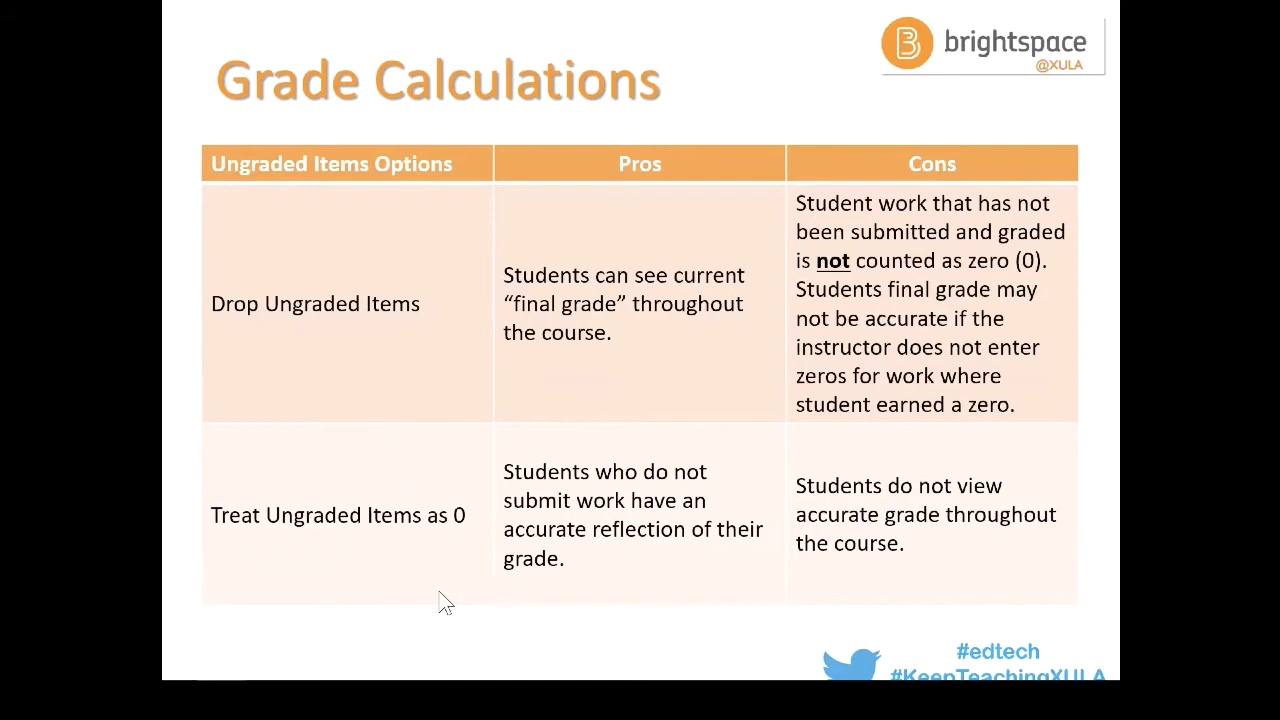 brightspace
@XULA
Grade Calculations
Ungraded Items Options
Pros
Cons
Drop Ungraded Items
Students can see current
“final grade” throughout
the course.
Student work that has not
been submitted and graded
is not counted as zero (0).
Students final grade may
not be accurate if the
instructor does not enter
zeros for work where
student earned a zero.
Treat Ungraded Items as 0
Students who do not
submit work have an
accurate reflection of their
grade.
Students do not view
accurate grade throughout
the course.
#edtech
#KeepTeachingXULA